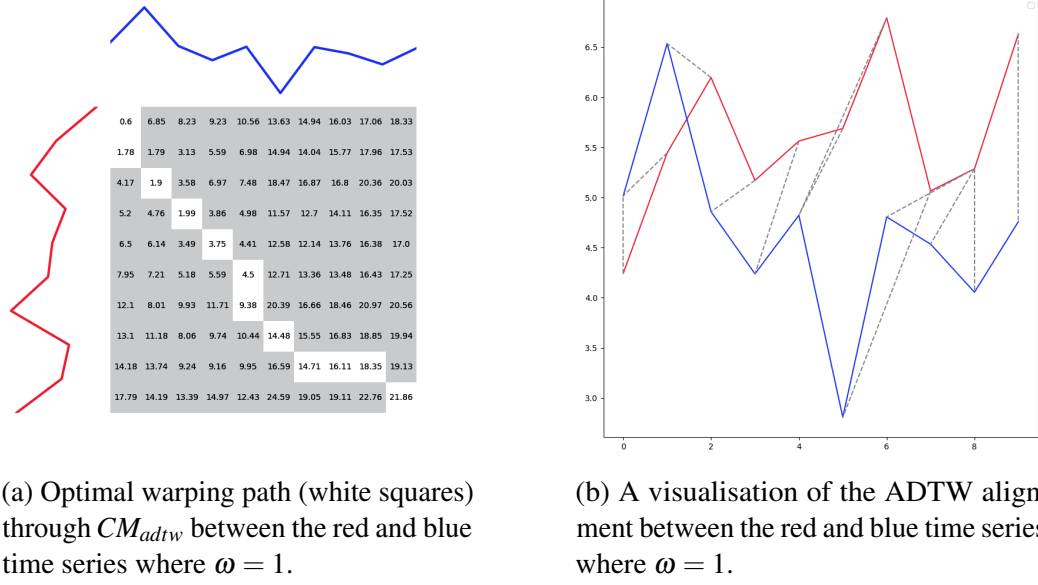 0.6 6.85 8.23 9.23 10.56 13.63 14.94 16.03 17.06 18.33
1.78 1.79 3.13 5.59 6.98 14.94 14.04 15.77 17.96 17.53
4.17 1.9 3.58 6.97 7.48 18.47 16.87 16.8 20.36 20.03
5.2 4.76 1.99 3.86 4.98 11.57 12.7 14.11 16.35 17.52
6.5 6.14 3.49 3.75 4.41 12.58 12.14 13.76 16.38 17.0
7.95 7.21 5.18 5.59 4.5 12.71 13.36 13.48 16.43 17.25
12.1 8.01 9.93 11.71 9.38 20.39 16.66 18.46 20.97 20.56
13.1 11.18 8.06 9.74 10.44 14.48 15.55 16.83 18.85 19.94
14.18 13.74 9.24 9.16 9.95 16.59 14.71 16.11 18.35 19.13
17.79 14.19 13.39 14.97 12.43 24.59 19.05 19.11 22.76 21.86
(a) Optimal warping path (white squares)
through CMadtw between the red and blue
time series where ω = 1.
6.5
6.0
5.5
5.0
4.5
4.0
3.5
3.0
0 2 4 6 8
(b) A visualisation of the ADTW align-
ment between the red and blue time series
where ω = 1.